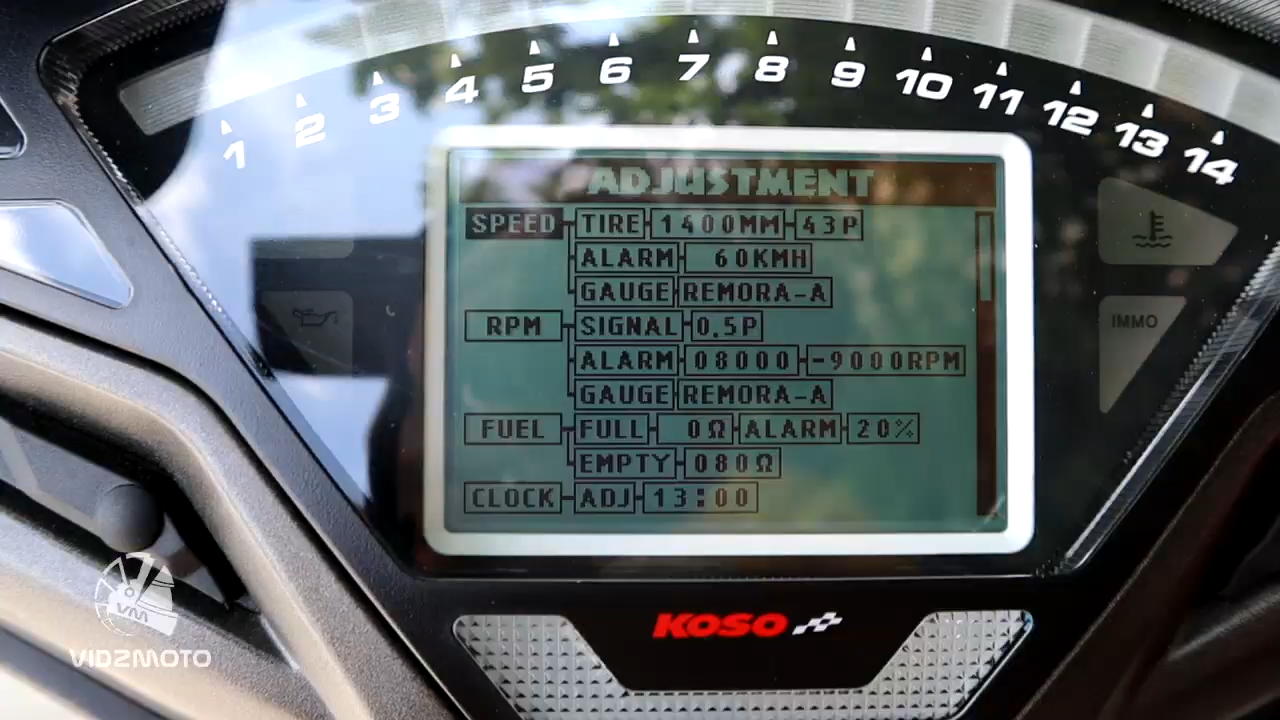 1 2 3 4 5 6 7 8 9 10 11 12 13 14
ADJUSTMENT
SPEED TIRE 1400MM 43P
ALARM 60KMH
GAUGE REMORA-A
RPM SIGNAL 0.5P
ALARM 08000 -9000RPM
GAUGE REMORA-A
FUEL FULL 0Ω ALARM 20%
EMPTY 080Ω
CLOCK ADJ 13:00
IMMO
KOSO
VM
VID2MOTO